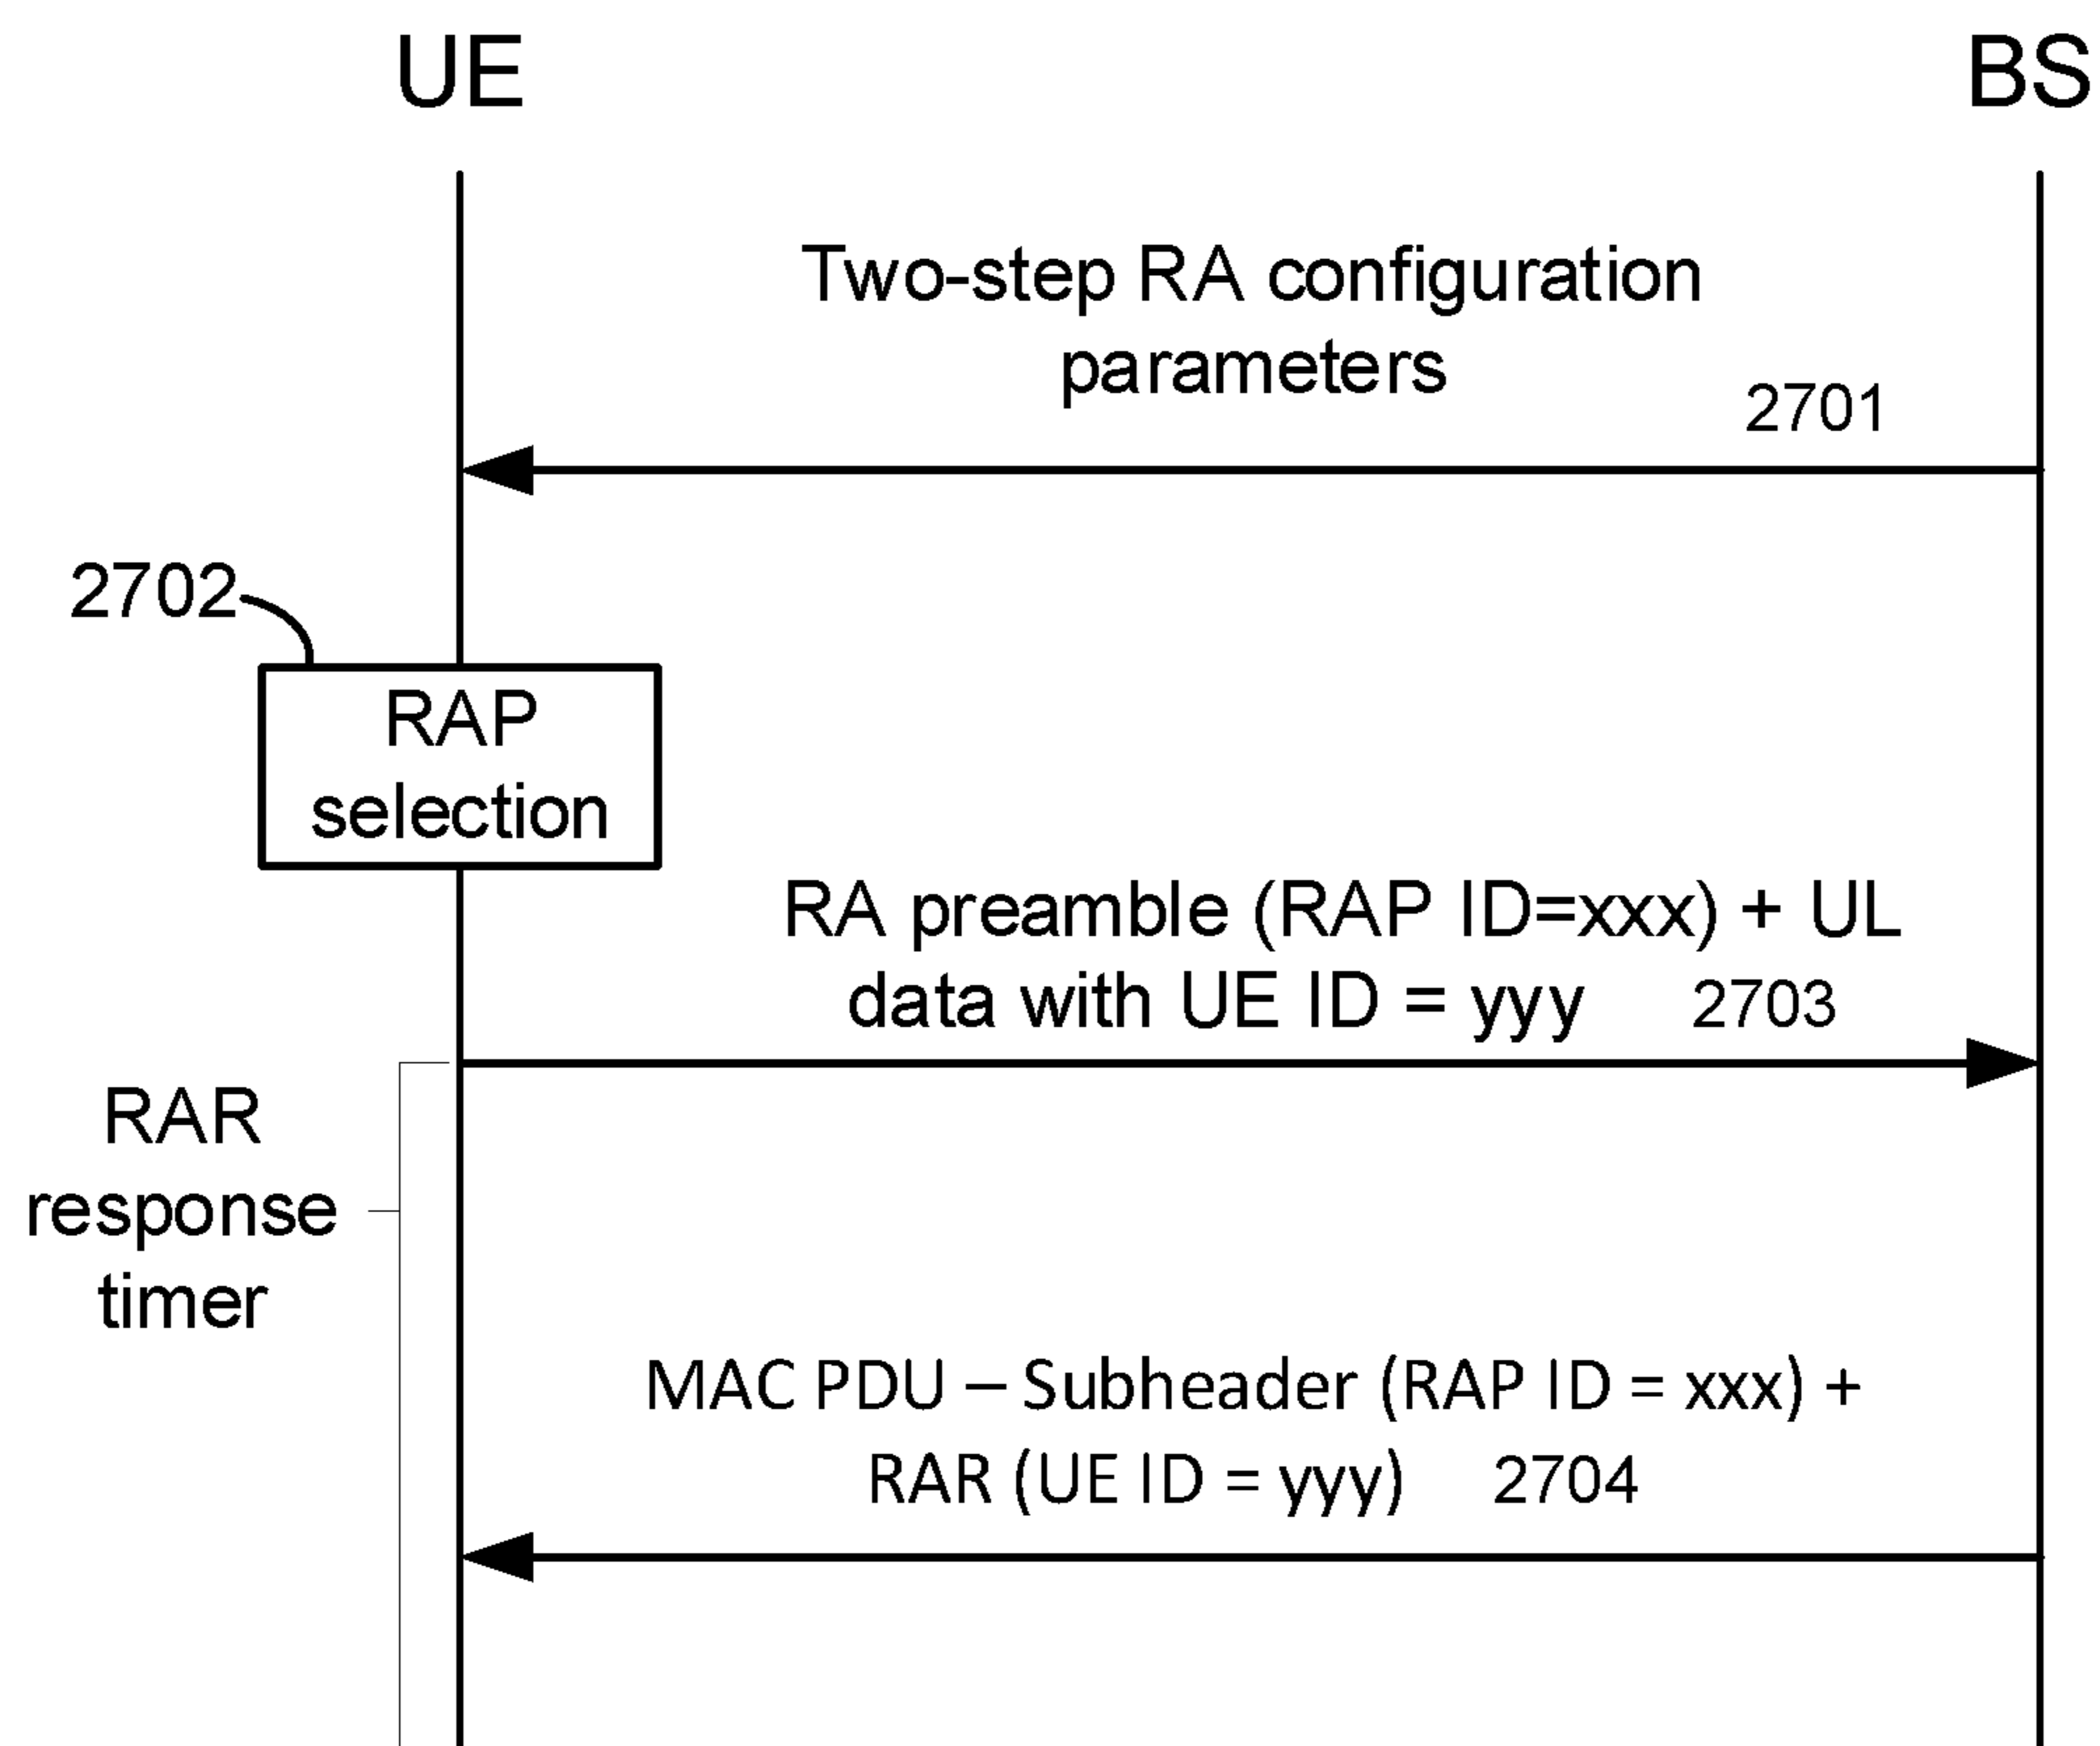 UE
BS
Two-step RA configuration
parameters
2701
2702
RAP
selection
RA preamble (RAP ID=xxx) + UL
data with UE ID = yyy 2703
RAR
response
timer
MAC PDU – Subheader (RAP ID = xxx) +
RAR (UE ID = yyy) 2704